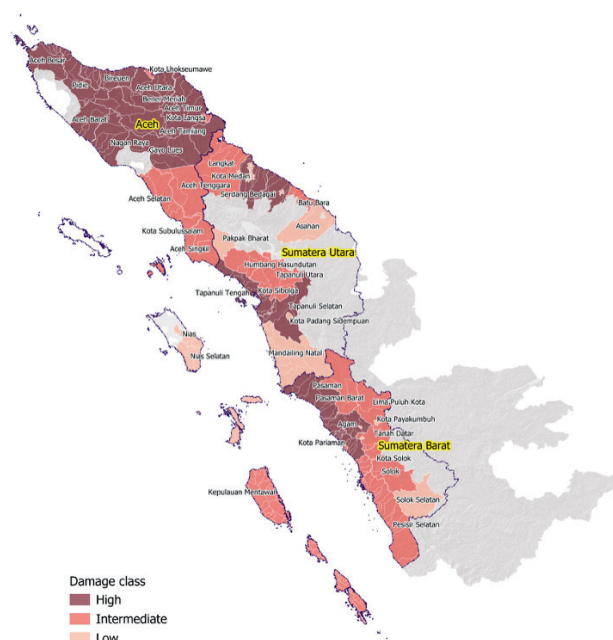 Aceh Besar
Kota Lhokseumawe
Bireuen
Pidie
Aceh Utara
Bener Meriah
Aceh Timur
Kota Langsa
Aceh Barat
Aceh
Aceh Tamiang
Nagan Raya
Gayo Lues
Langkat
Kota Medan
Aceh Tenggara
Serdang Bedagai
Aceh Selatan
Batu Bara
Asahan
Kota Subulussalam
Pakpak Bharat
Aceh Singkil
Sumatera Utara
Humbang Hasundutan
Tapanuli Utara
Tapanuli Tengah
Kota Sibolga
Tapanuli Selatan
Kota Padang Sidempuan
Nias
Nias Selatan
Mandailing Natal
Pasaman
Pasaman Barat
Lima Puluh Kota
Kota Payakumbuh
Agam
Tanah Datar
Kota Pariaman
Sumatera Barat
Kota Solok
Solok
Kepulauan Mentawai
Solok Selatan
Pesisir Selatan
Damage class
High
Intermediate
Low